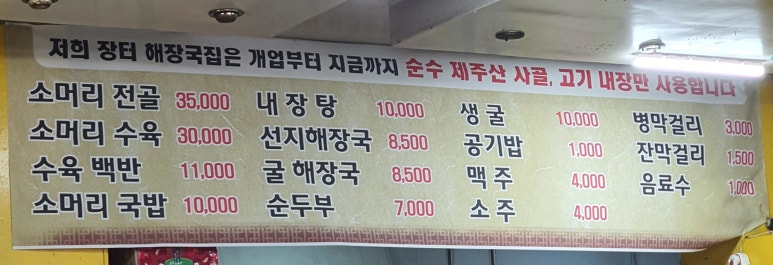 저희 장터 해장국집은 개업부터 지금까지 순수 제주산 사골, 고기 내장만 사용합니다
소머리 전골 35,000 내 장 탕 10,000 생 굴 10,000 병막걸리 3,000
소머리 수육 30,000 선지해장국 8,500 공기밥 1,000 잔막걸리 1,500
수육 백반 11,000 굴 해장국 8,500 맥 주 4,000 음료수 1,000
소머리 국밥 10,000 순두부 7,000 소 주 4,000